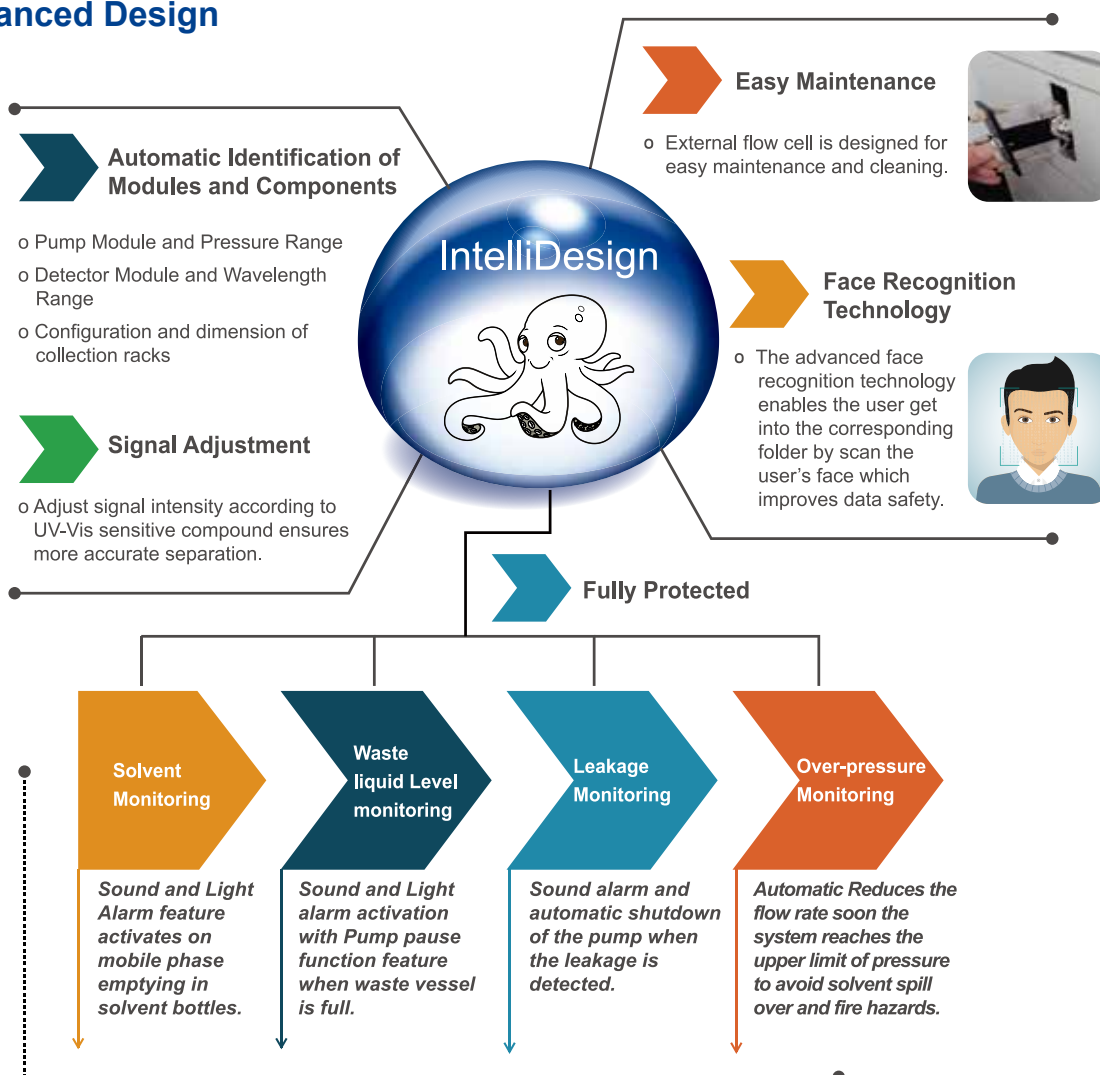 anced Design
Easy Maintenance
o External flow cell is designed for
easy maintenance and cleaning.
Automatic Identification of
Modules and Components
o Pump Module and Pressure Range
o Detector Module and Wavelength
Range
o Configuration and dimension of
collection racks
IntelliDesign
Face Recognition
Technology
o The advanced face
recognition technology
enables the user get
into the corresponding
folder by scan the
user's face which
improves data safety.
Signal Adjustment
o Adjust signal intensity according to
UV-Vis sensitive compound ensures
more accurate separation.
Fully Protected
Solvent
Monitoring
Waste
liquid Level
monitoring
Leakage
Monitoring
Over-pressure
Monitoring
Sound and Light
Alarm feature
activates on
mobile phase
emptying in
solvent bottles.
Sound and Light
alarm activation
with Pump pause
function feature
when waste vessel
is full.
Sound alarm and
automatic shutdown
of the pump when
the leakage is
detected.
Automatic Reduces the
flow rate soon the
system reaches the
upper limit of pressure
to avoid solvent spill
over and fire hazards.